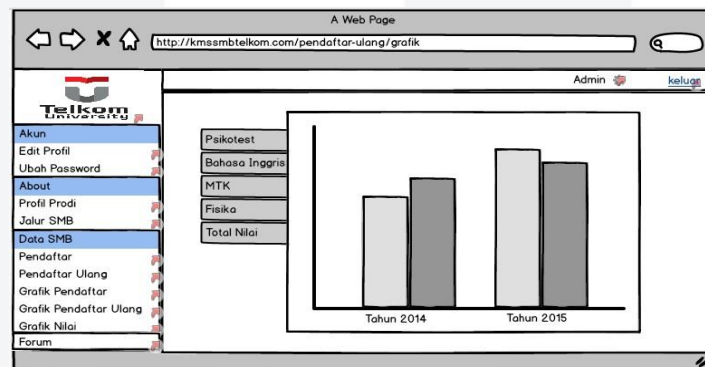 A Web Page
http://kmssmbtelkom.com/pendaftar-ulang/grafik
Admin
keluar
Telkom
University
Akun
Edit Profil
Ubah Password
About
Profil Prodi
Jalur SMB
Data SMB
Pendaftar
Pendaftar Ulang
Grafik Pendaftar
Grafik Pendaftar Ulang
Grafik Nilai
Forum
Psikotest
Bahasa Inggris
MTK
Fisika
Total Nilai
Tahun 2014
Tahun 2015